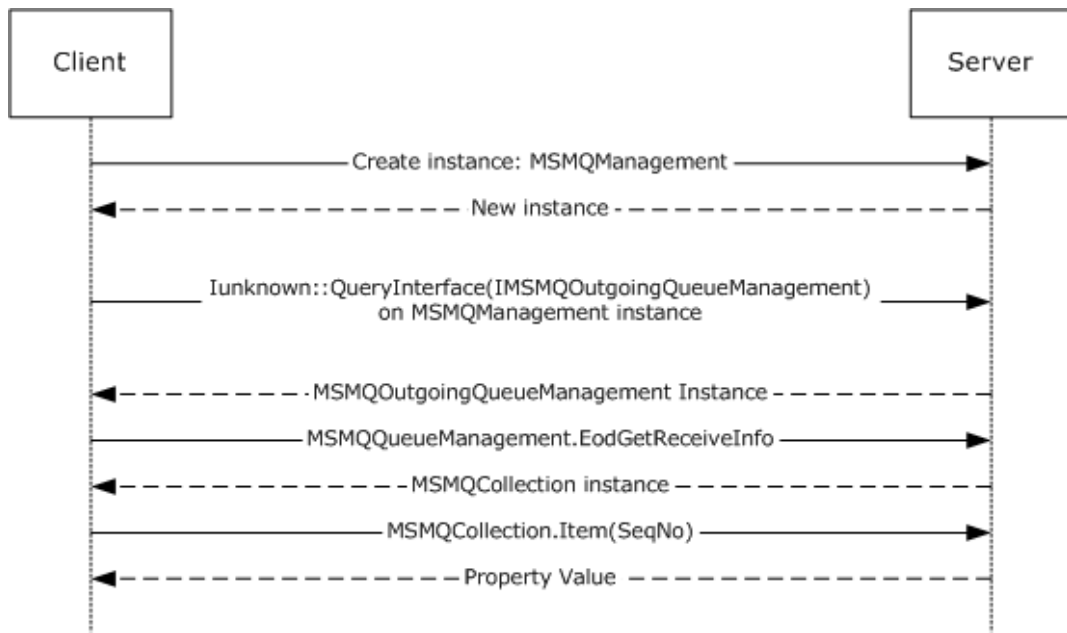 Client
Server
Create instance: MSMQManagement
New instance
Iunknown::QueryInterface(IMSMQOutgoingQueueManagement)
on MSMQManagement instance
MSMQOutgoingQueueManagement Instance
MSMQQueueManagement.EodGetReceiveInfo
MSMQCollection instance
MSMQCollection.Item(SeqNo)
Property Value